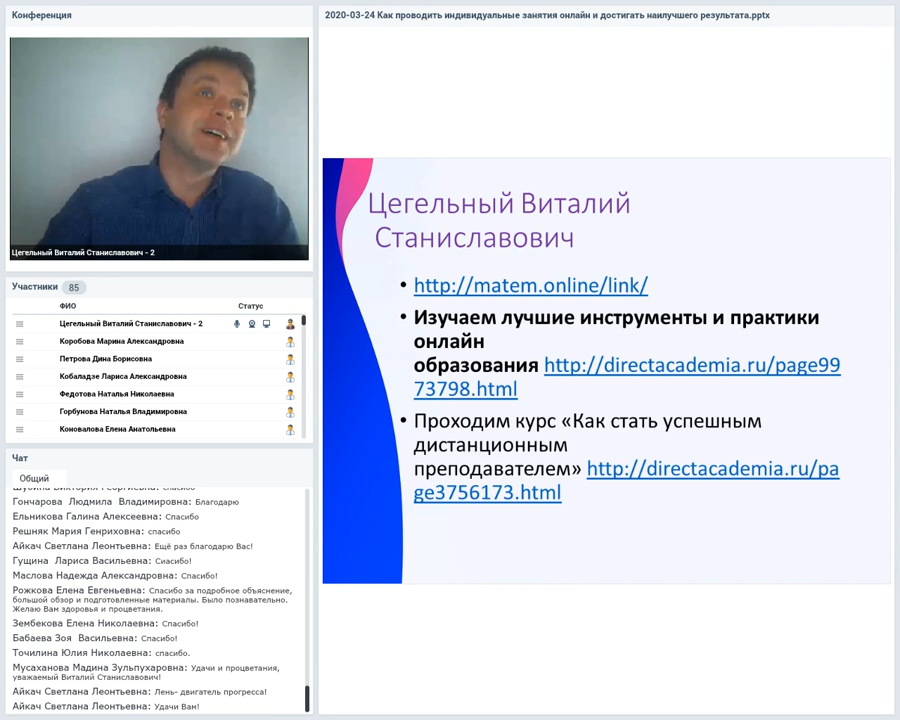 Конференция
Цегельный Виталий Станиславович - 2
Участники 85
ФИО Статус
Цегельный Виталий Станиславович - 2
Коробова Марина Александровна
Петрова Дина Борисовна
Кобаладзе Лариса Александровна
Федотова Наталья Николаевна
Горбунова Наталья Владимировна
Коновалова Елена Анатольевна
Чат
Общий
Гончарова Людмила Владимировна: Благодарю
Ельникова Галина Алексеевна: Спасибо
Решняк Мария Генриховна: спасибо
Айкач Светлана Леонтьевна: Ещё раз благодарю Вас!
Гущина Лариса Васильевна: Сиасибо!
Маслова Надежда Александровна: Спасибо!
Рожкова Елена Евгеньевна: Спасибо за подробное объяснение,
большой обзор и подготовленные материалы. Было познавательно.
Желаю Вам здоровья и процветания.
Зембекова Елена Николаевна: Спасибо!
Бабаева Зоя Васильевна: Спасибо!
Точилина Юлия Николаевна: спасибо.
Мусаханова Мадина Зульпухаровна: Удачи и процветания,
уважаемый Виталий Станиславович!
Айкач Светлана Леонтьевна: Лень- двигатель прогресса!
Айкач Светлана Леонтьевна: Удачи Вам!
2020-03-24 Как проводить индивидуальные занятия онлайн и достигать наилучшего результата.pptx
Цегельный Виталий
Станиславович
• http://matem.online/link/
• Изучаем лучшие инструменты и практики
онлайн
образования http://directacademia.ru/page99
73798.html
• Проходим курс «Как стать успешным
дистанционным
преподавателем» http://directacademia.ru/pa
ge3756173.html